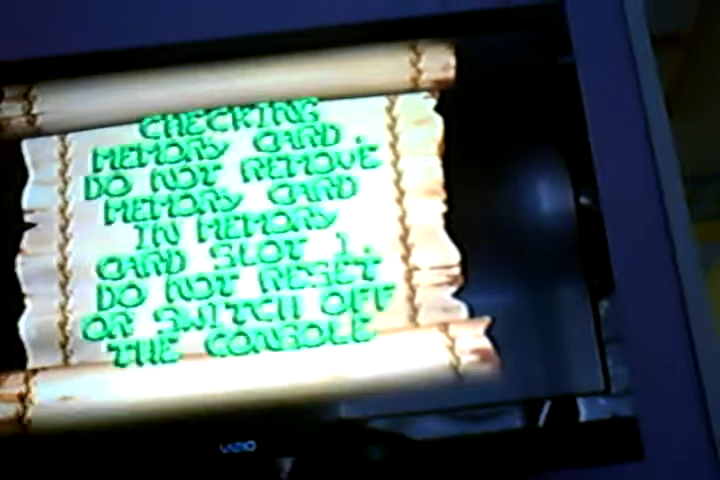 CHECKING
MEMORY CARD.
DO NOT REMOVE
MEMORY CARD
IN MEMORY
CARD SLOT 1.
DO NOT RESET
OR SWITCH OFF
THE CONSOLE
VIZIO